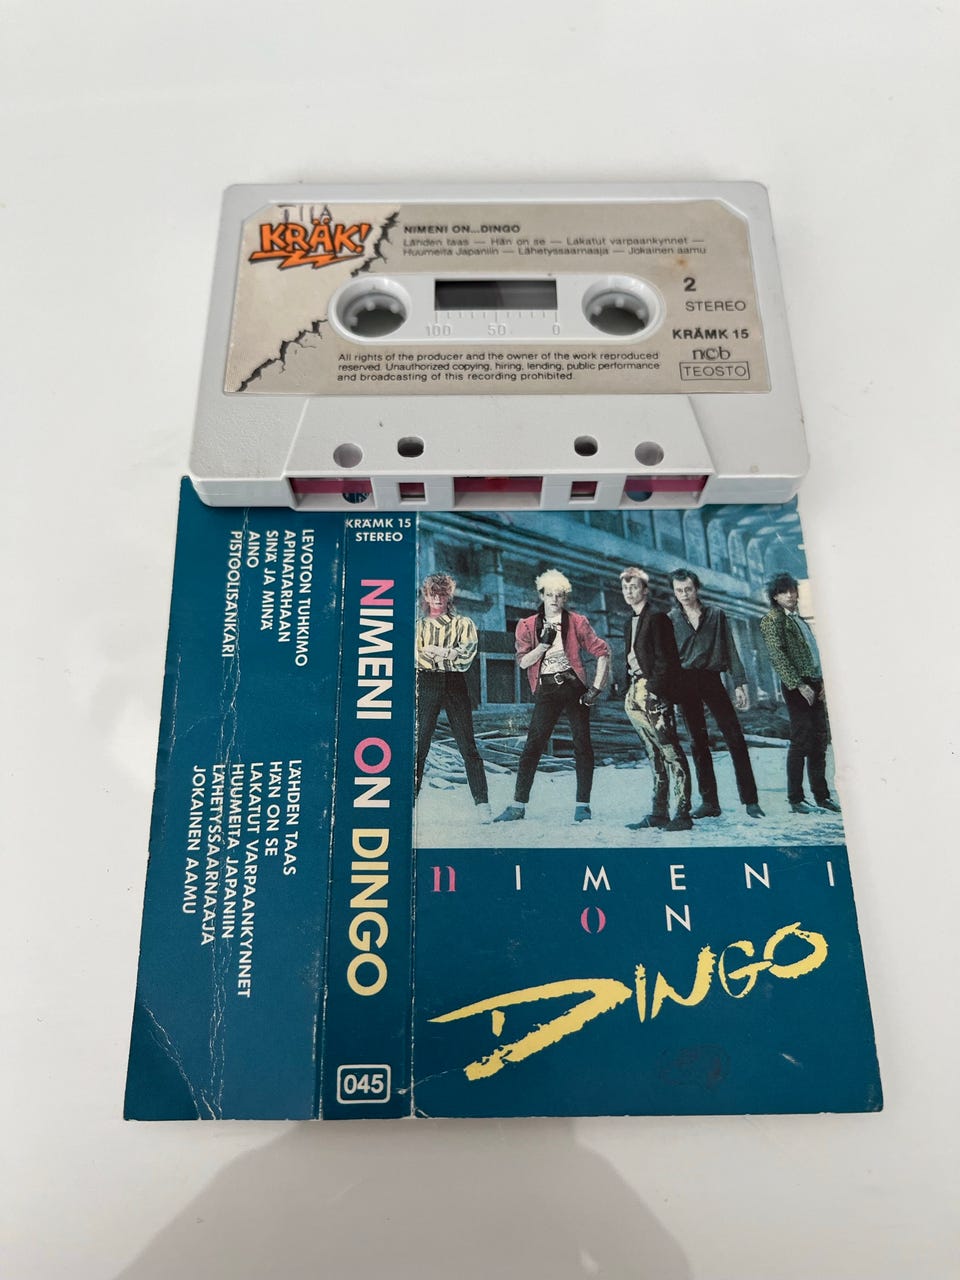 TIIA
KRÄK!
NIMENI ON...DINGO
Lähden taas — Hän on se — Lakatut varpaankynnet —
Huumeita Japaniin — Lähetyssaarnaaja — Jokainen aamu
2
STEREO
100 50 0
KRÄMK 15
ncb
TEOSTO
All rights of the producer and the owner of the work reproduced
reserved. Unauthorized copying, hiring, lending, public performance
and broadcasting of this recording prohibited.
LEVOTON TUHKIMO
APINATARHAAN
SINÄ JA MINÄ
AINO
PISTOOLISANKARI
LÄHDEN TAAS
HÄN ON SE
LAKATUT VARPAANKYNNET
HUUMEITA JAPANIIN
LÄHETYSSAARNAAJA
JOKAINEN AAMU
KRÄMK 15
STEREO
NIMENI ON DINGO
045
nIMENI
ON
DINGO